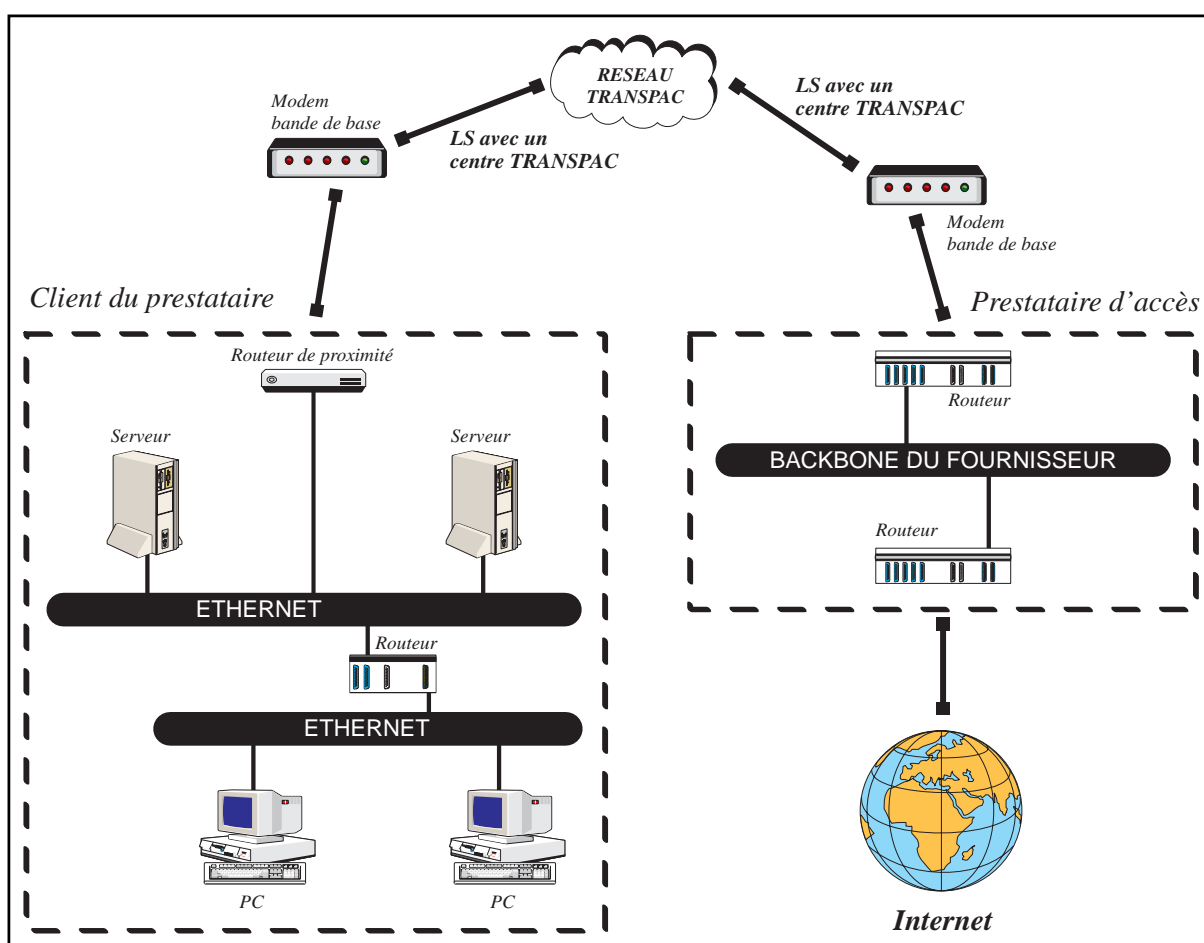 RESEAU
TRANSPAC
LS avec un
centre TRANSPAC
Modem
bande de base
LS avec un
centre TRANSPAC
Modem
bande de base
Client du prestataire
Prestataire d'accès
Routeur de proximité
Routeur
Serveur
Serveur
BACKBONE DU FOURNISSEUR
Routeur
ETHERNET
Routeur
ETHERNET
PC
PC
Internet